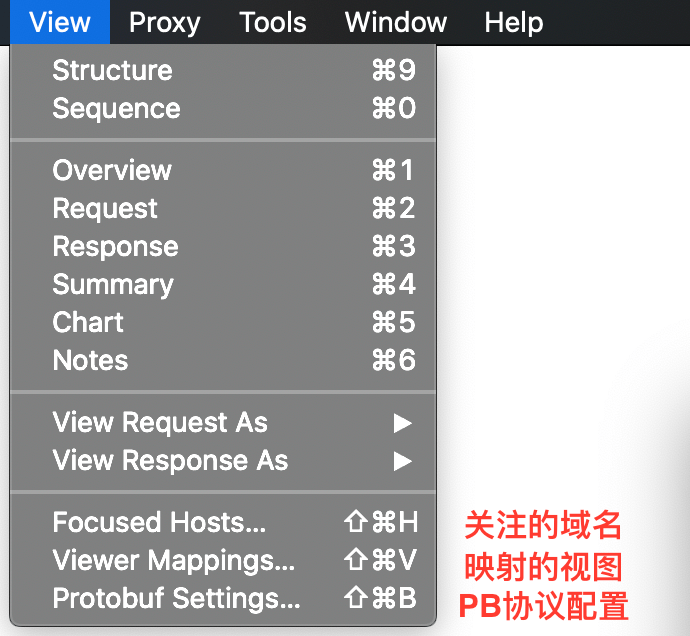 View Proxy Tools Window Help
Structure ⌘9
Sequence ⌘0
Overview ⌘1
Request ⌘2
Response ⌘3
Summary ⌘4
Chart ⌘5
Notes ⌘6
View Request As ▶
View Response As ▶
Focused Hosts... ⇧⌘H 关注的域名
Viewer Mappings... ⇧⌘V 映射的视图
Protobuf Settings... ⇧⌘B PB协议配置